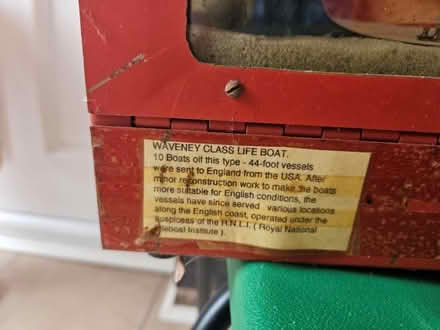 WAVENEY CLASS LIFE BOAT.
10 Boats off this type - 44-foot vessels
were sent to England from the USA. After
minor reconstruction work to make the boats
more suitable for English conditions, the
vessels have since served various locations
along the English coast, operated under the
auspices of the R.N.L.I. ( Royal National
lifeboat Institute ).